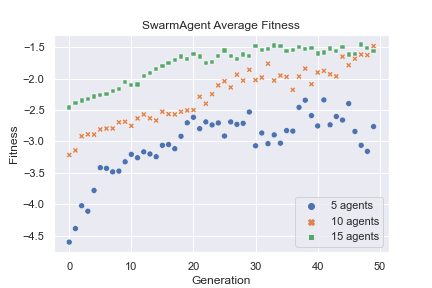 SwarmAgent Average Fitness
Fitness
−1.5
−2.0
−2.5
−3.0
−3.5
−4.0
−4.5
0 10 20 30 40 50
Generation
5 agents
10 agents
15 agents